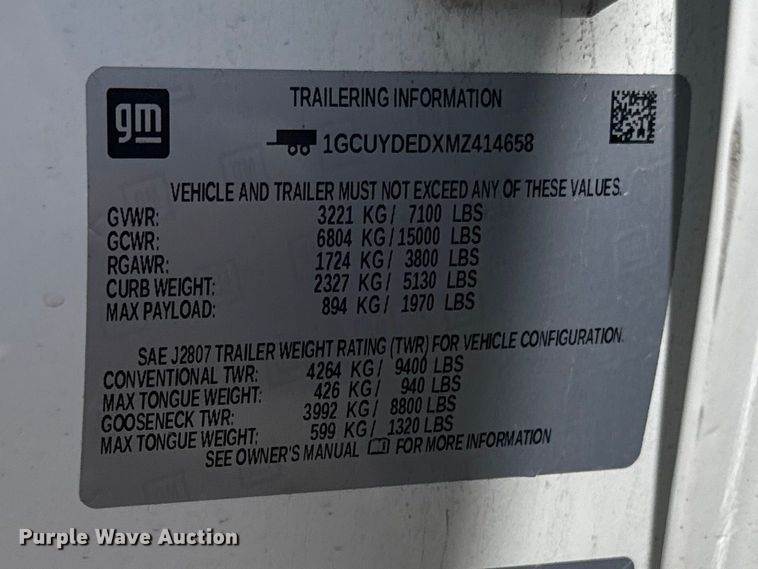 gm
TRAILERING INFORMATION
1GCUYDEDXMZ414658
VEHICLE AND TRAILER MUST NOT EXCEED ANY OF THESE VALUES.
GVWR: 3221 KG/ 7100 LBS
GCWR: 6804 KG/15000 LBS
RGAWR: 1724 KG/ 3800 LBS
CURB WEIGHT: 2327 KG/ 5130 LBS
MAX PAYLOAD: 894 KG/ 1970 LBS
SAE J2807 TRAILER WEIGHT RATING (TWR) FOR VEHICLE CONFIGURATION.
CONVENTIONAL TWR: 4264 KG/ 9400 LBS
MAX TONGUE WEIGHT: 426 KG/ 940 LBS
GOOSENECK TWR: 3992 KG/ 8800 LBS
MAX TONGUE WEIGHT: 599 KG/ 1320 LBS
SEE OWNER'S MANUAL FOR MORE INFORMATION
Purple Wave Auction